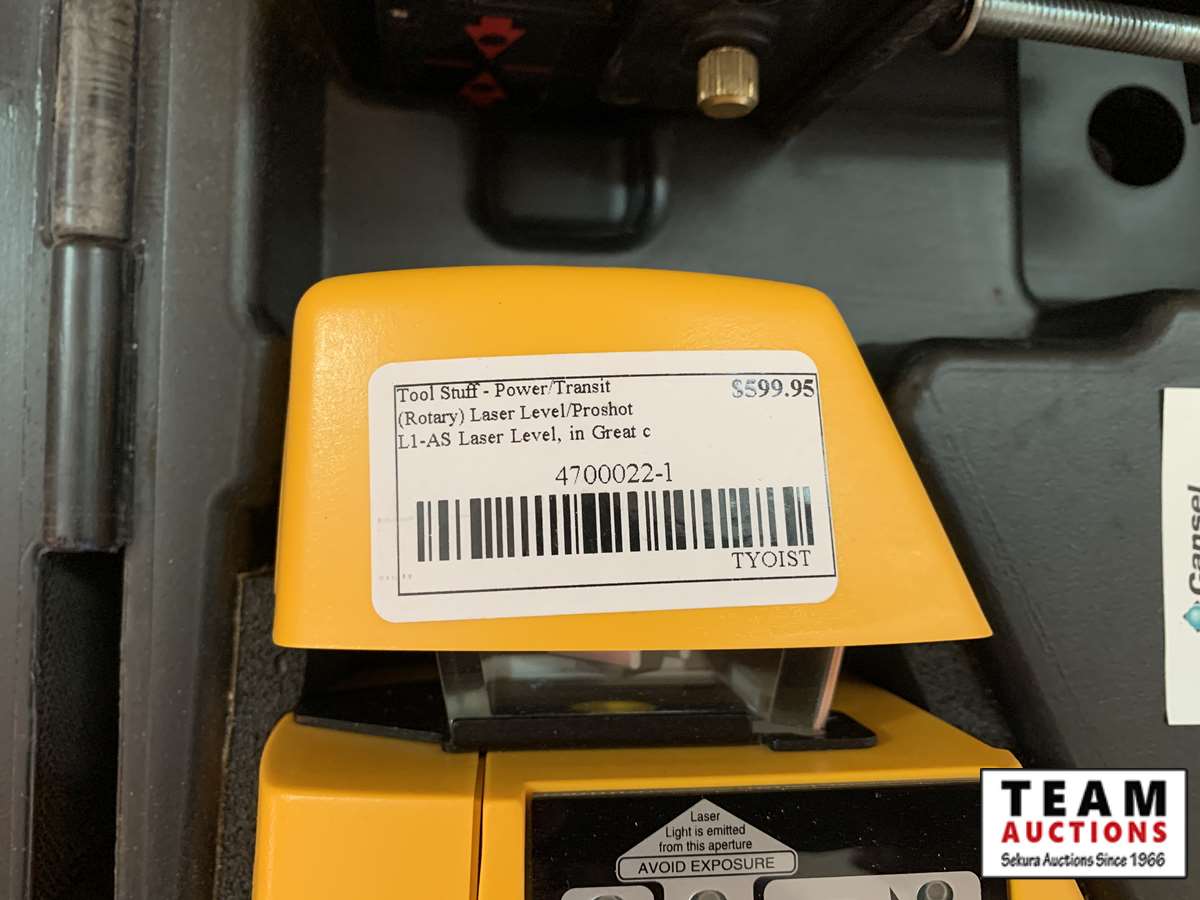 Tool Stuff - Power/Transit $599.95
(Rotary) Laser Level/Proshot
L1-AS Laser Level, in Great c
4700022-1
TYOIST
Cansel
Laser
Light is emitted
from this aperture
AVOID EXPOSURE
TEAM
AUCTIONS
Sekura Auctions Since 1966